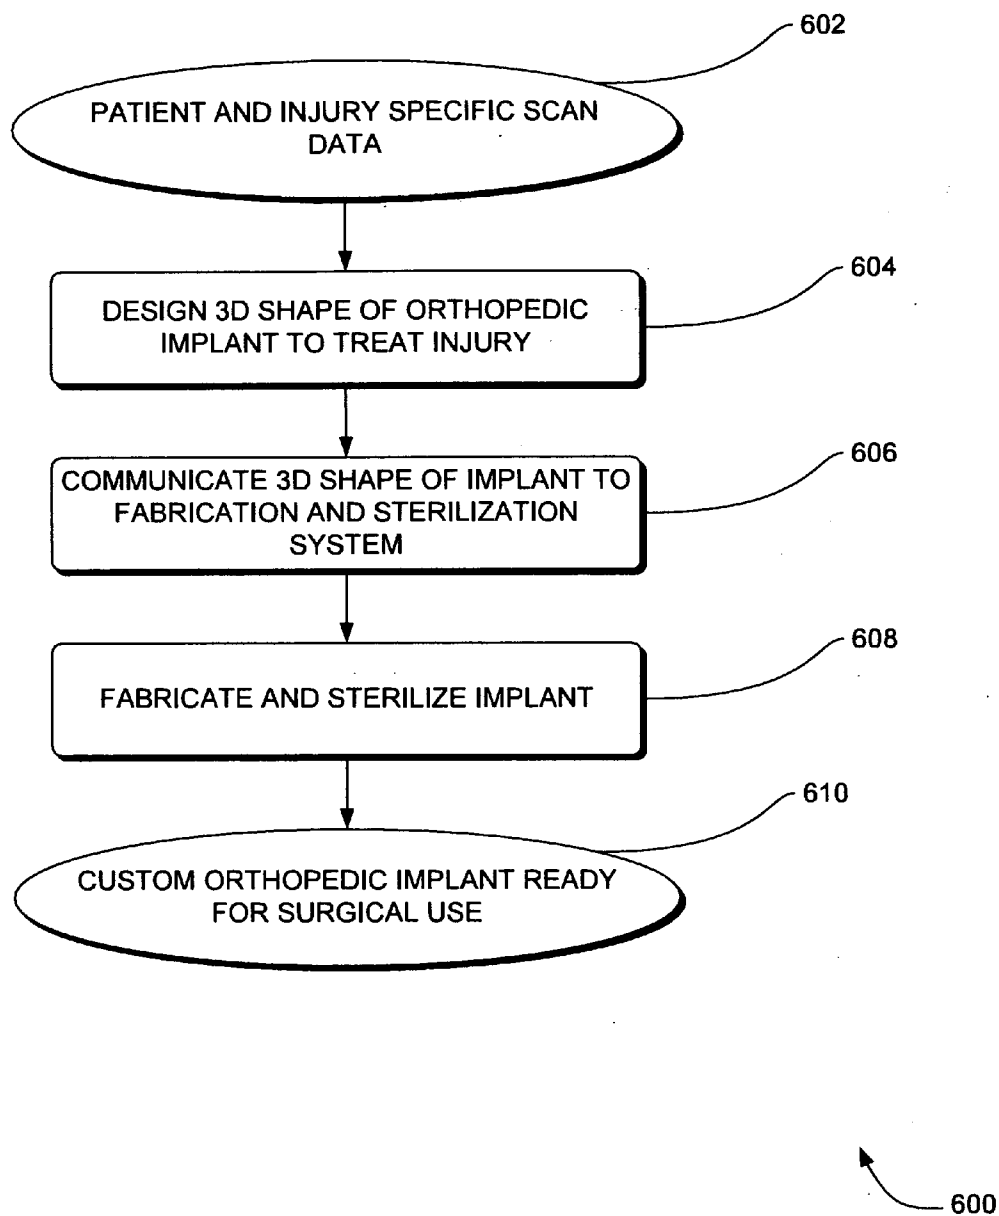 602
PATIENT AND INJURY SPECIFIC SCAN
DATA
604
DESIGN 3D SHAPE OF ORTHOPEDIC
IMPLANT TO TREAT INJURY
606
COMMUNICATE 3D SHAPE OF IMPLANT TO
FABRICATION AND STERILIZATION
SYSTEM
608
FABRICATE AND STERILIZE IMPLANT
610
CUSTOM ORTHOPEDIC IMPLANT READY
FOR SURGICAL USE
600